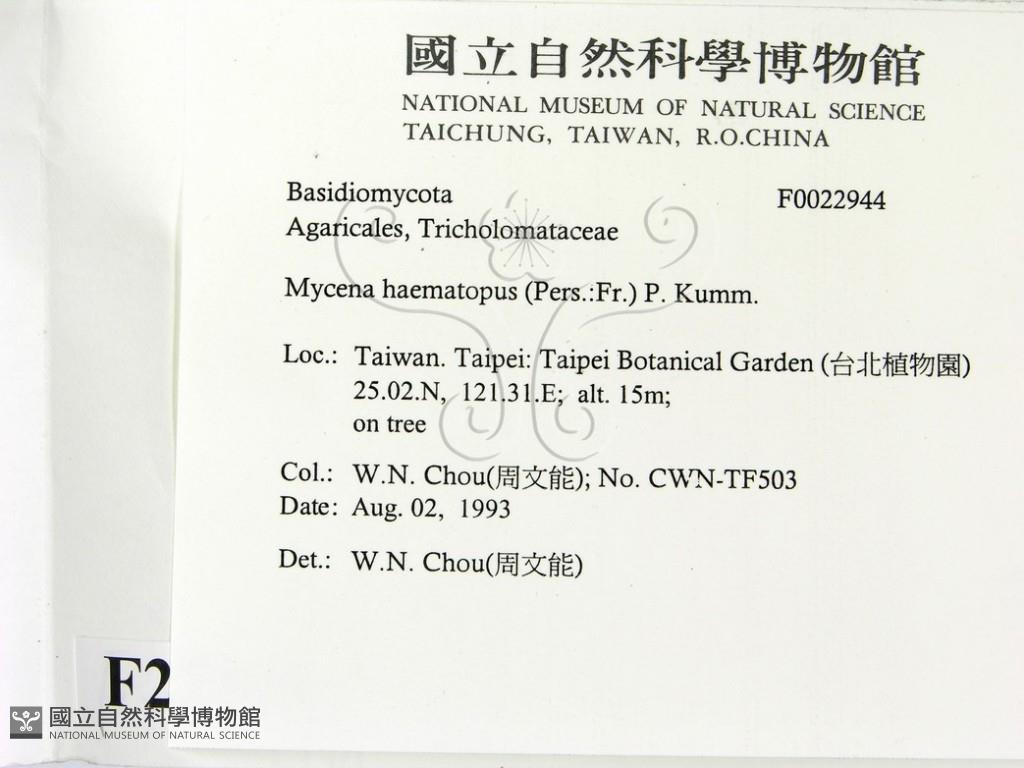 國立自然科學博物館
NATIONAL MUSEUM OF NATURAL SCIENCE
TAICHUNG, TAIWAN, R.O.CHINA
Basidiomycota F0022944
Agaricales, Tricholomataceae
Mycena haematopus (Pers.:Fr.) P. Kumm.
Loc.: Taiwan. Taipei: Taipei Botanical Garden (台北植物園)
25.02.N, 121.31.E; alt. 15m;
on tree
Col.: W.N. Chou(周文能); No. CWN-TF503
Date: Aug. 02, 1993
Det.: W.N. Chou(周文能)
F2
國立自然科學博物館
NATIONAL MUSEUM OF NATURAL SCIENCE